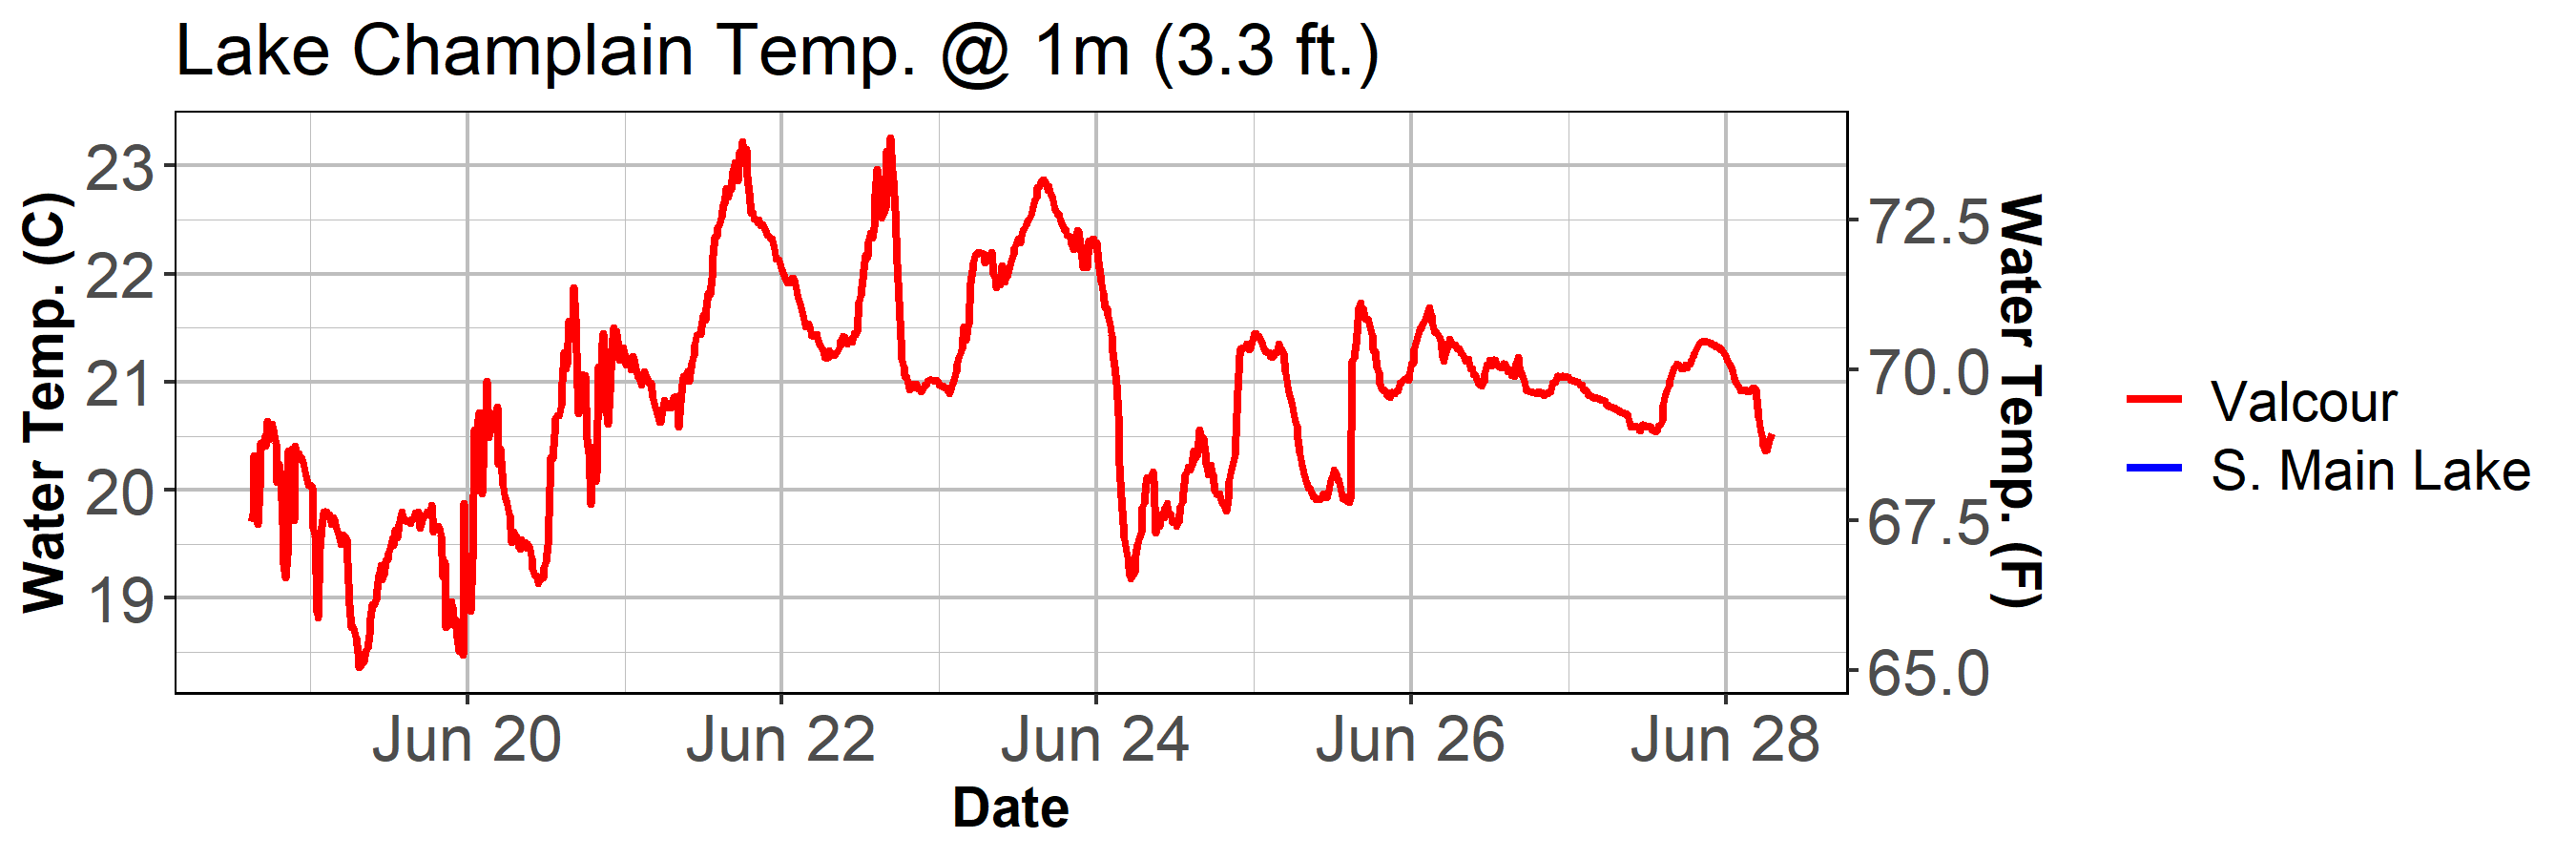 Lake Champlain Temp. @ 1m (3.3 ft.)
Water Temp. (C)
23
22
21
20
19
72.5
70.0
67.5
65.0
Water Temp. (F)
Jun 20 Jun 22 Jun 24 Jun 26 Jun 28
Date
Valcour
S. Main Lake